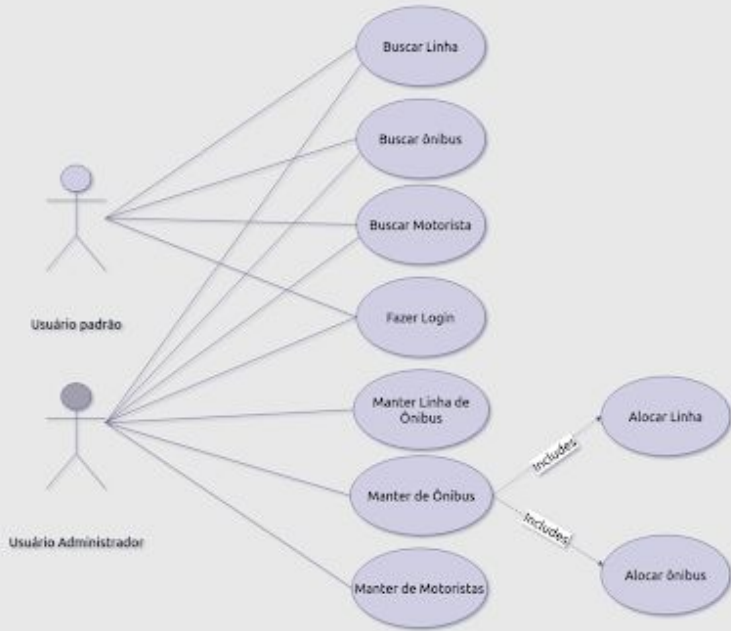 Buscar Linha
Buscar ônibus
Buscar Motorista
Usuário padrão
Fazer Login
Manter Linha de
Ônibus
Alocar Linha
Includes
Manter de Ônibus
Includes
Usuário Administrador
Alocar ônibus
Manter de Motoristas